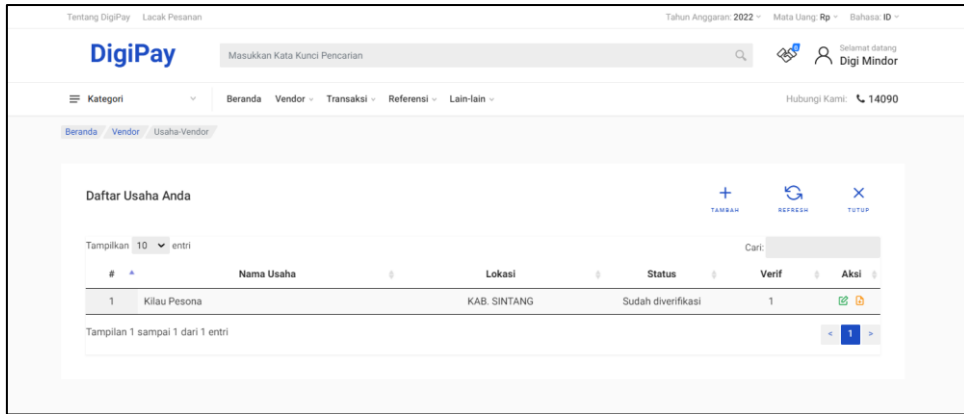 Tentang DigiPay Lacak Pesanan Tahun Anggaran: 2022 Mata Uang: Rp Bahasa: ID
DigiPay Masukkan Kata Kunci Pencarian 0 Selamat datang
Digi Mindor
Kategori Beranda Vendor Transaksi Referensi Lain-lain Hubungi Kami: 14090
Beranda Vendor Usaha-Vendor
Daftar Usaha Anda
TAMBAH REFRESH TUTUP
Tampilkan 10 entri Cari:
# Nama Usaha Lokasi Status Verif Aksi
1 Kilau Pesona KAB. SINTANG Sudah diverifikasi 1
Tampilan 1 sampai 1 dari 1 entri < 1 >